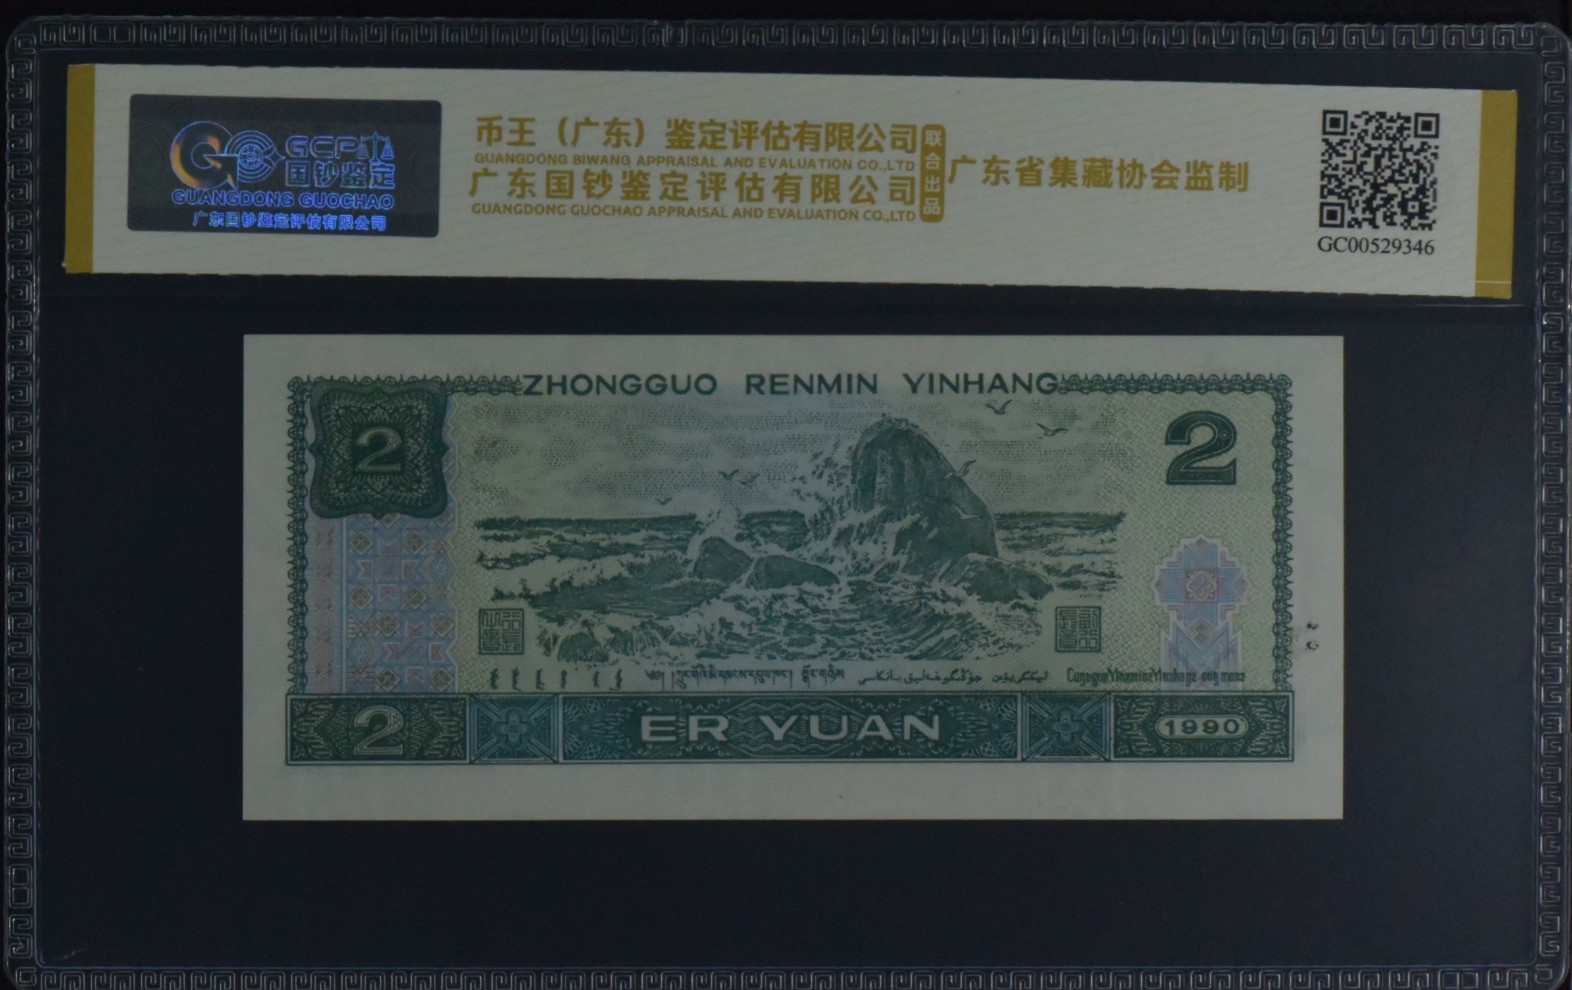 GCP
国钞鉴定
GUANGDONG GUOCHAO
广东国钞鉴定评估有限公司
币王（广东）鉴定评估有限公司
GUANGDONG BIWANG APPRAISAL AND EVALUATION CO.,LTD
广东国钞鉴定评估有限公司
GUANGDONG GUOCHAO APPRAISAL AND EVALUATION CO.,LTD
联合出品
广东省集藏协会监制
GC00529346
ZHONGGUO RENMIN YINHANG
2
2
2
ER YUAN
1990